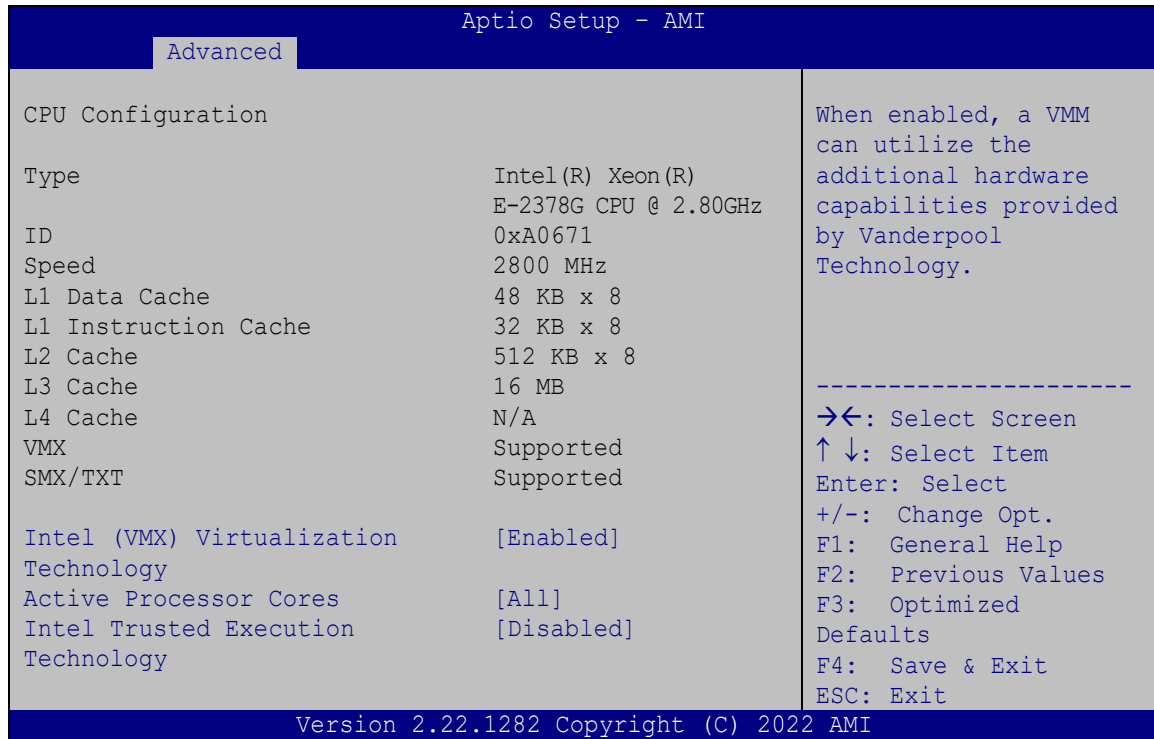 Aptio Setup – AMI
Advanced
CPU Configuration
Type Intel(R) Xeon(R)
E-2378G CPU @ 2.80GHz
ID 0xA0671
Speed 2800 MHz
L1 Data Cache 48 KB x 8
L1 Instruction Cache 32 KB x 8
L2 Cache 512 KB x 8
L3 Cache 16 MB
L4 Cache N/A
VMX Supported
SMX/TXT Supported
Intel (VMX) Virtualization [Enabled]
Technology
Active Processor Cores [All]
Intel Trusted Execution [Disabled]
Technology
When enabled, a VMM
can utilize the
additional hardware
capabilities provided
by Vanderpool
Technology.
----------------------
→←: Select Screen
↑ ↓: Select Item
Enter: Select
+/-: Change Opt.
F1: General Help
F2: Previous Values
F3: Optimized
Defaults
F4: Save & Exit
ESC: Exit
Version 2.22.1282 Copyright (C) 2022 AMI